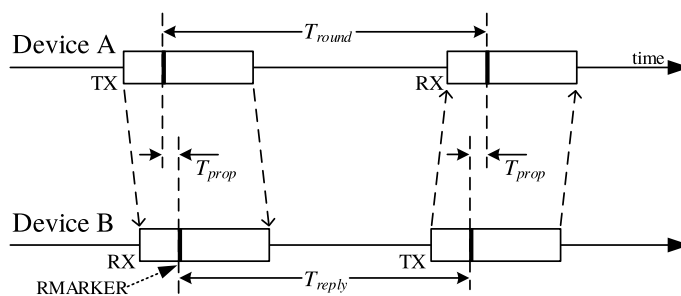 T_round
Device A
time
TX
RX
T_prop
T_prop
Device B
RX
TX
RMARKER
T_reply